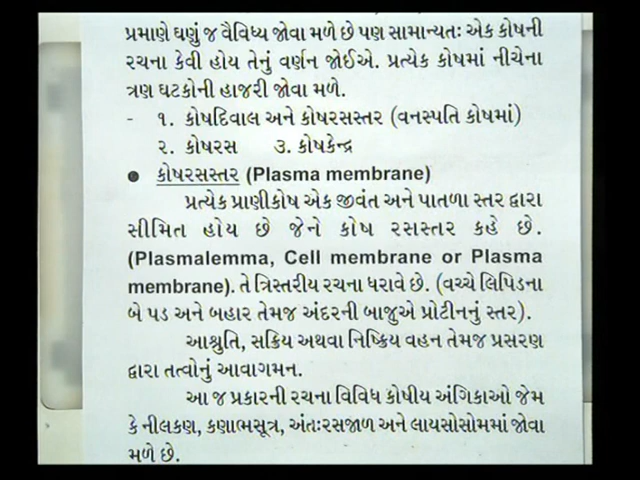 પ્રમાણે ઘણું જ વૈવિધ્ય જોવા મળે છે પણ સામાન્યતઃ એક કોષની
રચના કેવી હોય તેનું વર્ણન જોઈએ. પ્રત્યેક કોષમાં નીચેના
ત્રણ ઘટકોની હાજરી જોવા મળે.
- ૧. કોષદિવાલ અને કોષરસસ્તર (વનસ્પતિ કોષમાં)
૨. કોષરસ ૩. કોષકેન્દ્ર
● કોષરસસ્તર (Plasma membrane)
પ્રત્યેક પ્રાણીકોષ એક જીવંત અને પાતળા સ્તર દ્વારા
સીમિત હોય છે જેને કોષ રસસ્તર કહે છે.
(Plasmalemma, Cell membrane or Plasma
membrane). તે ત્રિસ્તરીય રચના ધરાવે છે. (વચ્ચે લિપિડના
બે પડ અને બહાર તેમજ અંદરની બાજુએ પ્રોટીનનું સ્તર).
આશ્રુતિ, સક્રિય અથવા નિષ્ક્રિય વહન તેમજ પ્રસરણ
દ્વારા તત્વોનું આવાગમન.
આ જ પ્રકારની રચના વિવિધ કોષીય અંગિકાઓ જેમ
કે નીલકણ, કણાભસૂત્ર, અંતઃરસજાળ અને લાયસોસોમમાં જોવા
મળે છે.